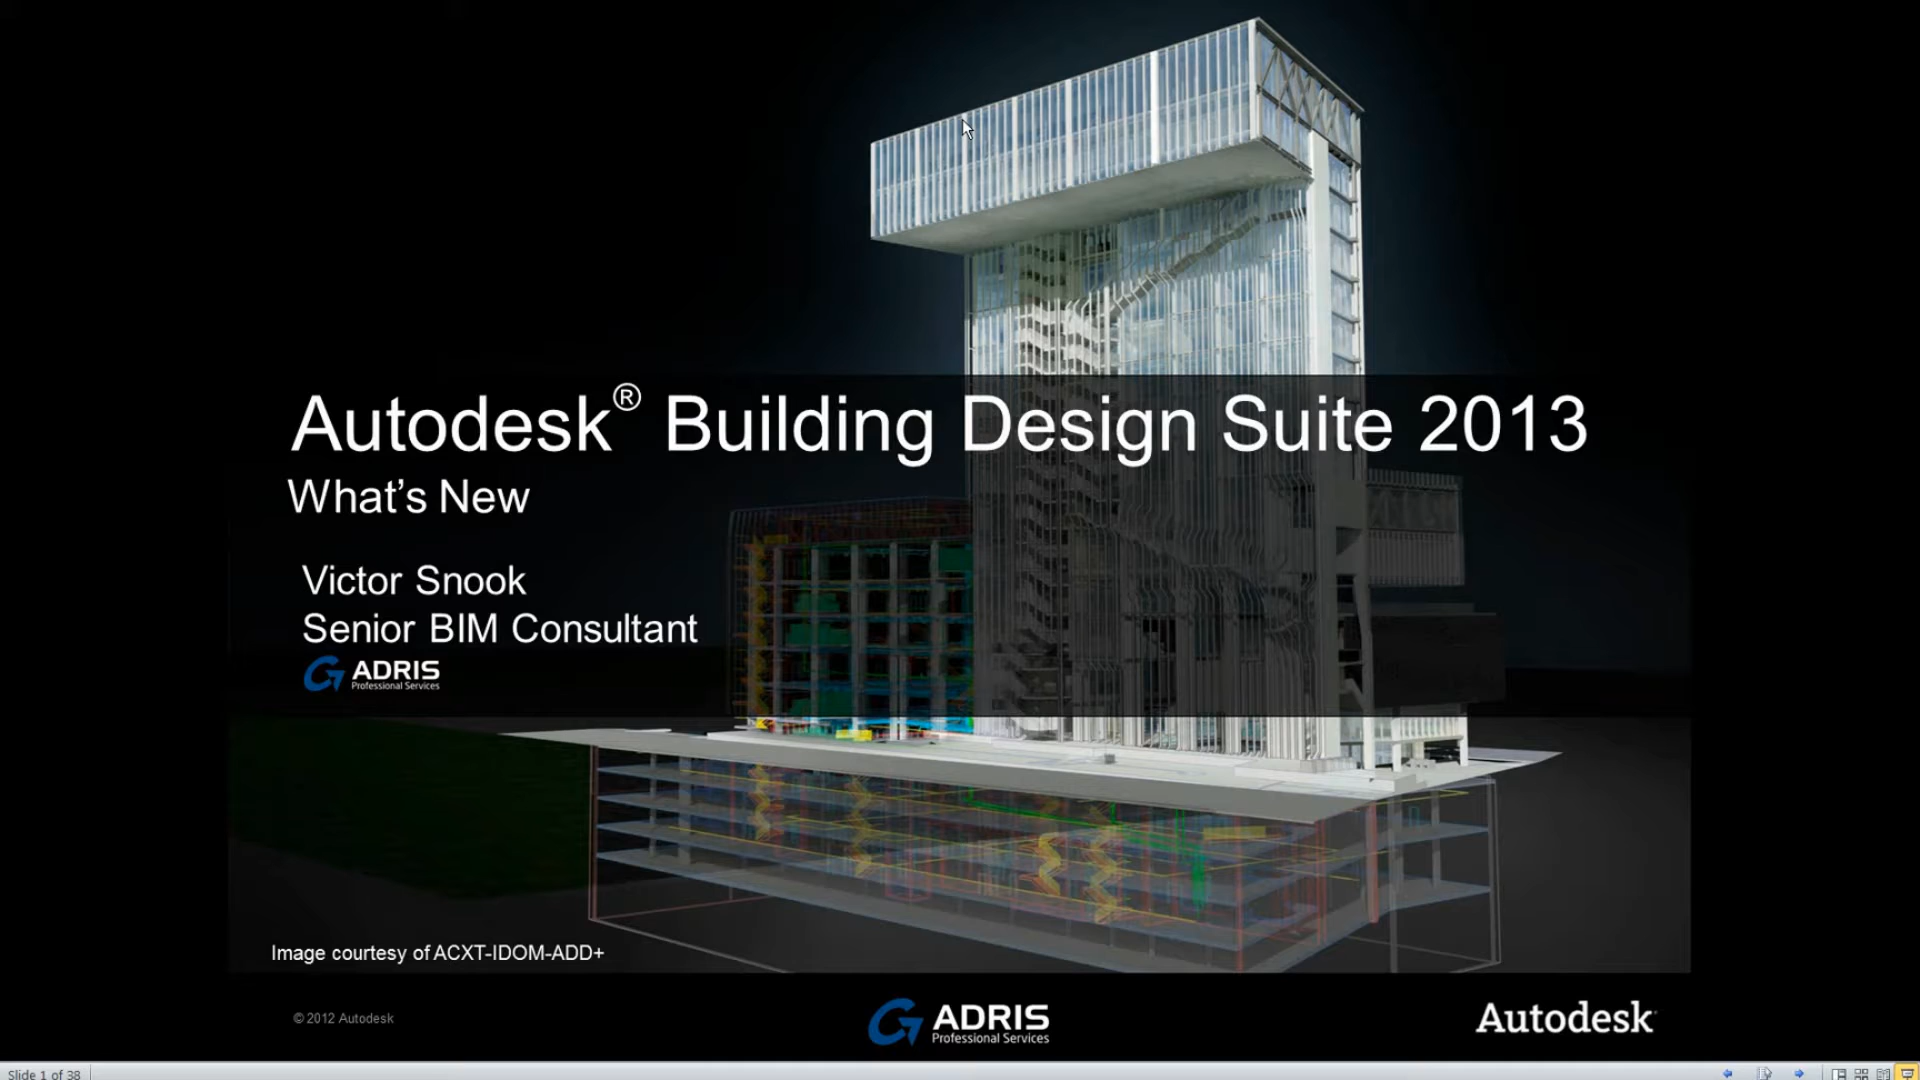 Autodesk® Building Design Suite 2013
What's New
Victor Snook
Senior BIM Consultant
ADRIS
Professional Services
Image courtesy of ACXT-IDOM-ADD+
© 2012 Autodesk
ADRIS
Professional Services
Autodesk
Slide 1 of 38